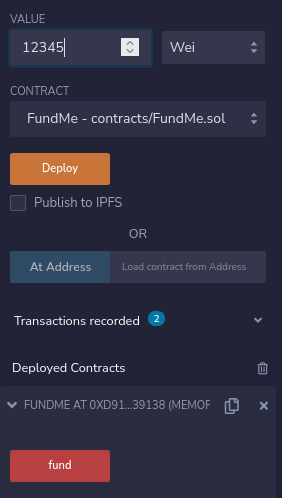 VALUE
12345 Wei
CONTRACT
FundMe - contracts/FundMe.sol
Deploy
Publish to IPFS
OR
At Address Load contract from Address
Transactions recorded 2
Deployed Contracts
FUNDME AT 0XD91...39138 (MEMOR
fund